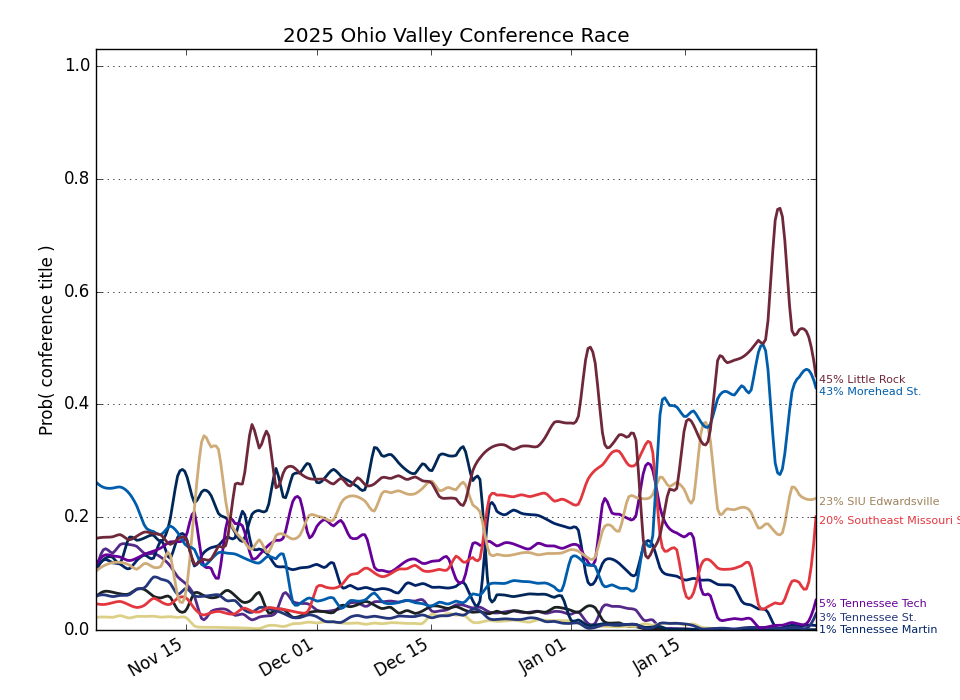 2025 Ohio Valley Conference Race
Prob( conference title )
1.0
0.8
0.6
0.4
0.2
0.0
Nov 15
Dec 01
Dec 15
Jan 01
Jan 15
45% Little Rock
43% Morehead St.
23% SIU Edwardsville
20% Southeast Missouri S
5% Tennessee Tech
3% Tennessee St.
1% Tennessee Martin